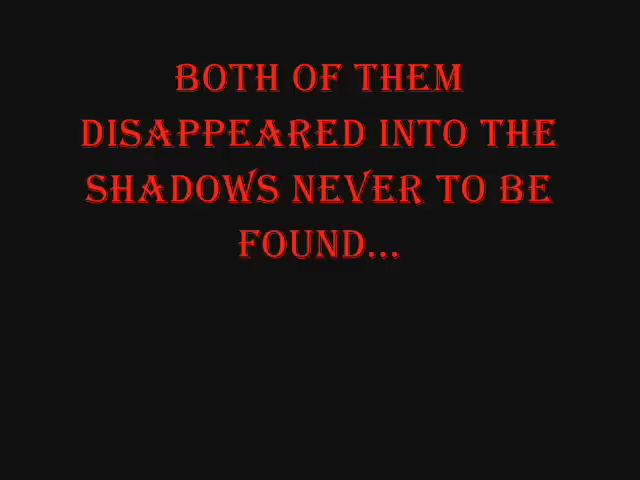 BOTH OF THEM
DISAPPEARED INTO THE
SHADOWS NEVER TO BE
FOUND...